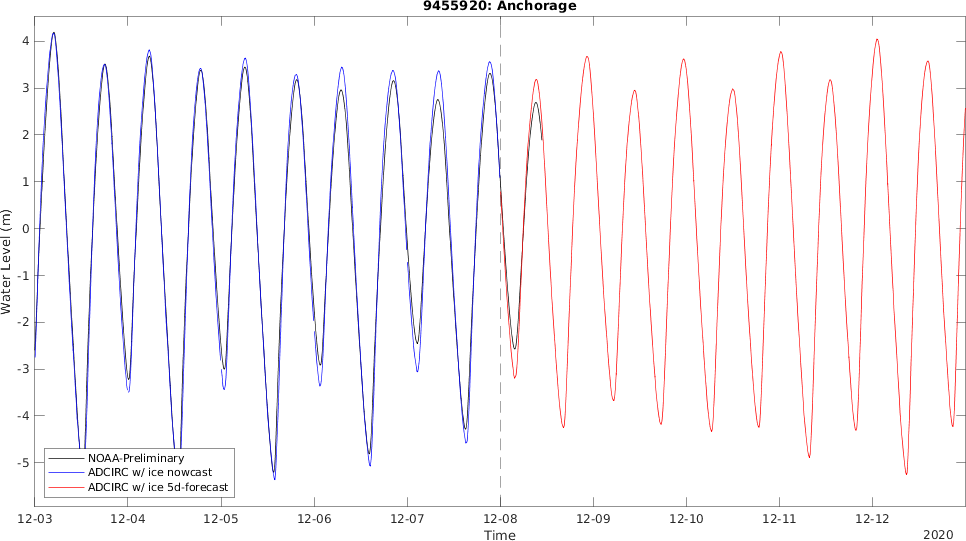 9455920: Anchorage
4
3
2
1
0
-1
-2
-3
-4
-5
Water Level (m)
NOAA-Preliminary
ADCIRC w/ ice nowcast
ADCIRC w/ ice 5d-forecast
12-03 12-04 12-05 12-06 12-07 12-08 12-09 12-10 12-11 12-12
Time
2020